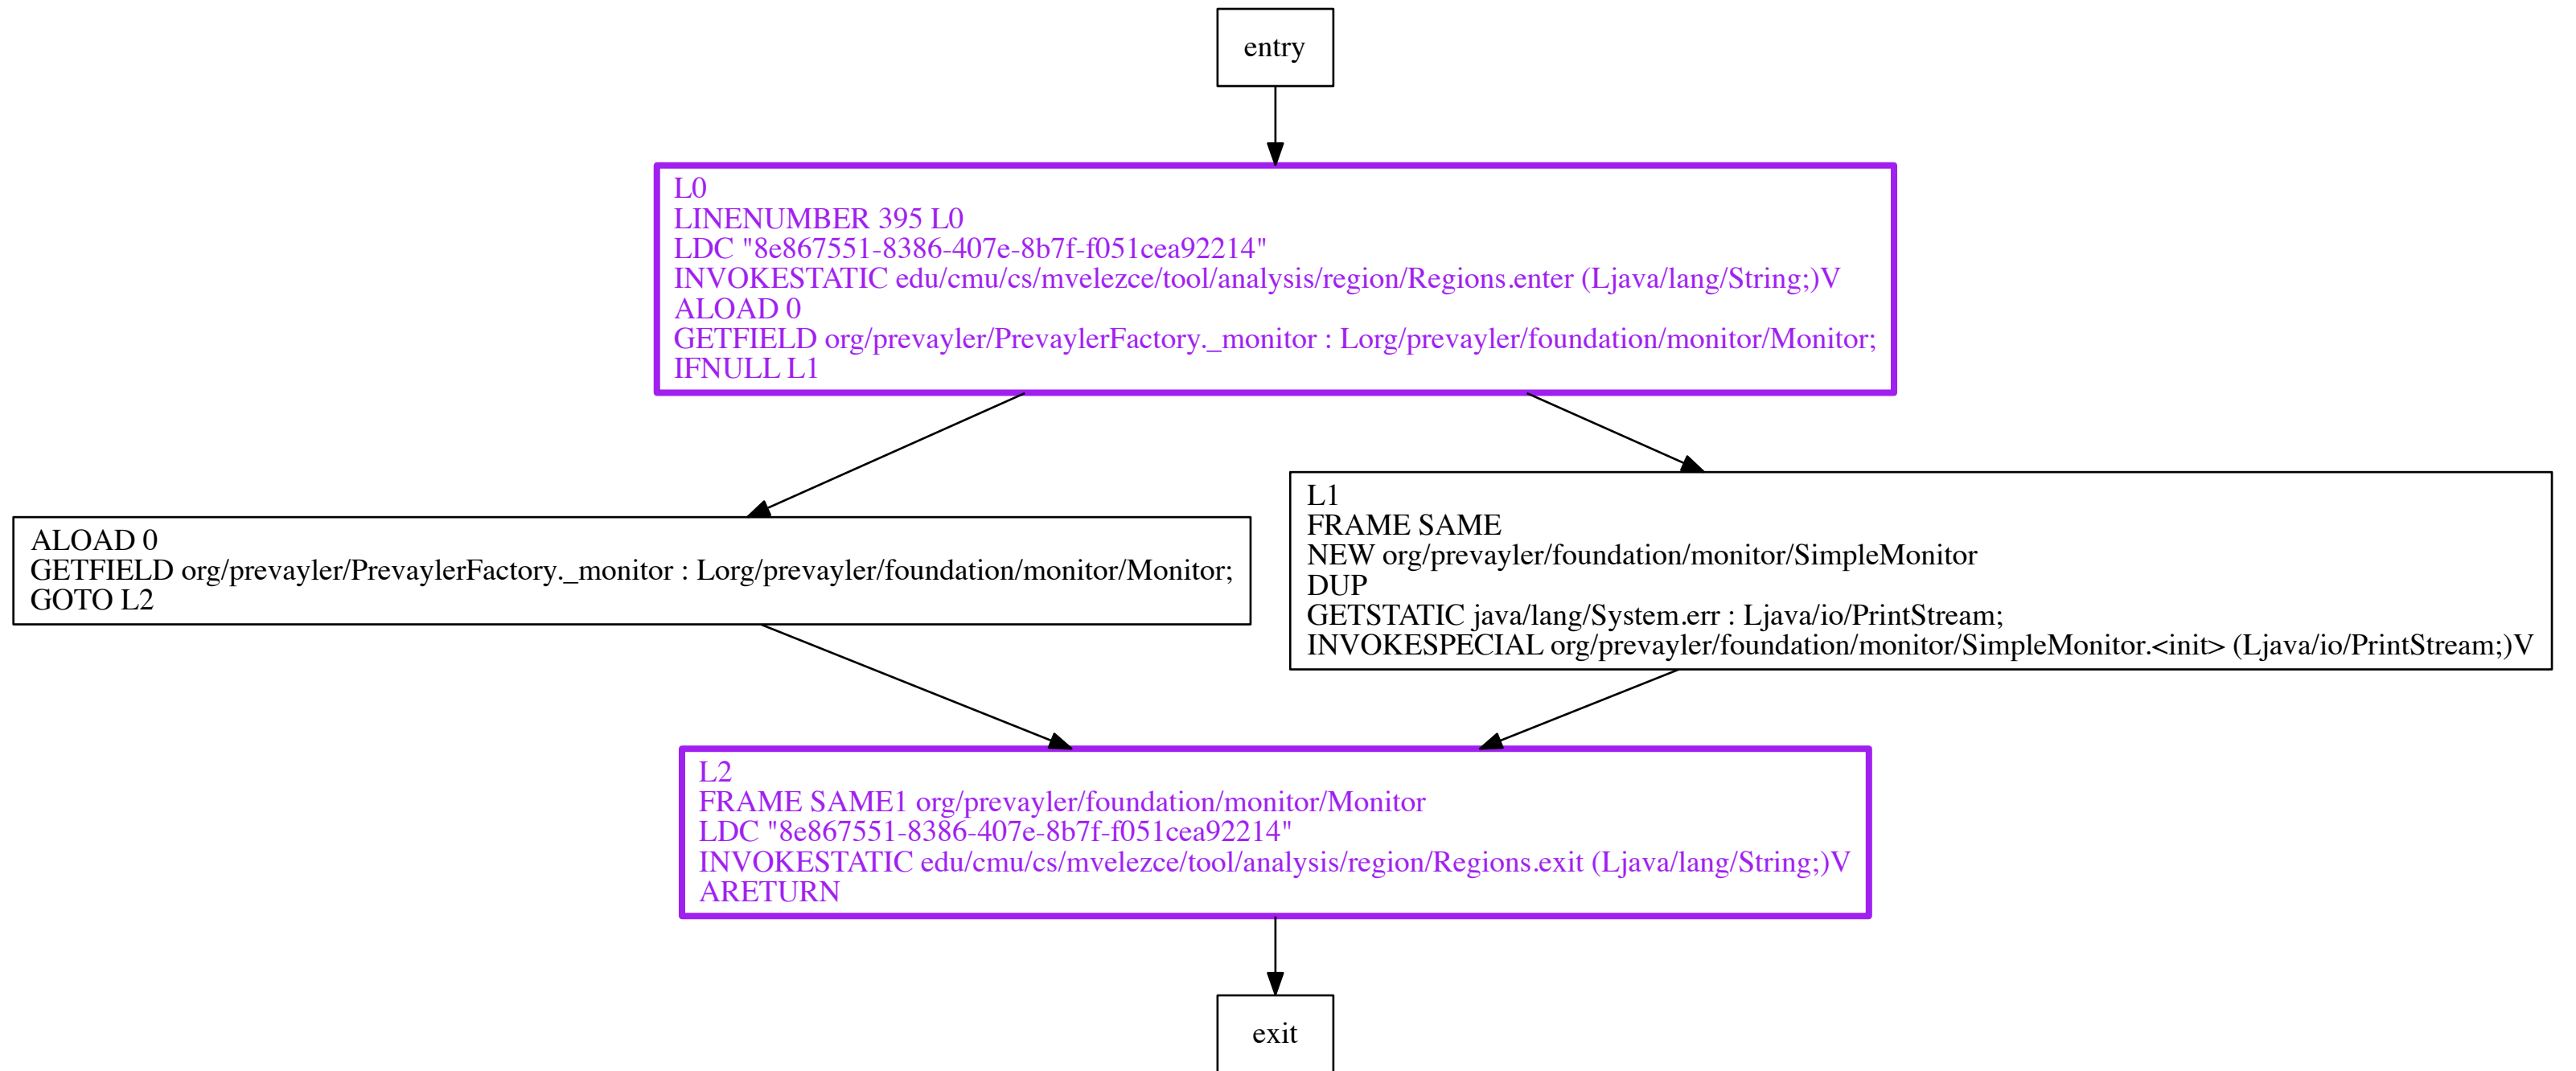 entry
L0
LINENUMBER 395 L0
LDC "8e867551-8386-407e-8b7f-f051cea92214"
INVOKESTATIC edu/cmu/cs/mvelezce/tool/analysis/region/Regions.enter (Ljava/lang/String;)V
ALOAD 0
GETFIELD org/prevayler/PrevaylerFactory._monitor : Lorg/prevayler/foundation/monitor/Monitor;
IFNULL L1
ALOAD 0
GETFIELD org/prevayler/PrevaylerFactory._monitor : Lorg/prevayler/foundation/monitor/Monitor;
GOTO L2
L1
FRAME SAME
NEW org/prevayler/foundation/monitor/SimpleMonitor
DUP
GETSTATIC java/lang/System.err : Ljava/io/PrintStream;
INVOKESPECIAL org/prevayler/foundation/monitor/SimpleMonitor.<init> (Ljava/io/PrintStream;)V
L2
FRAME SAME1 org/prevayler/foundation/monitor/Monitor
LDC "8e867551-8386-407e-8b7f-f051cea92214"
INVOKESTATIC edu/cmu/cs/mvelezce/tool/analysis/region/Regions.exit (Ljava/lang/String;)V
ARETURN
exit